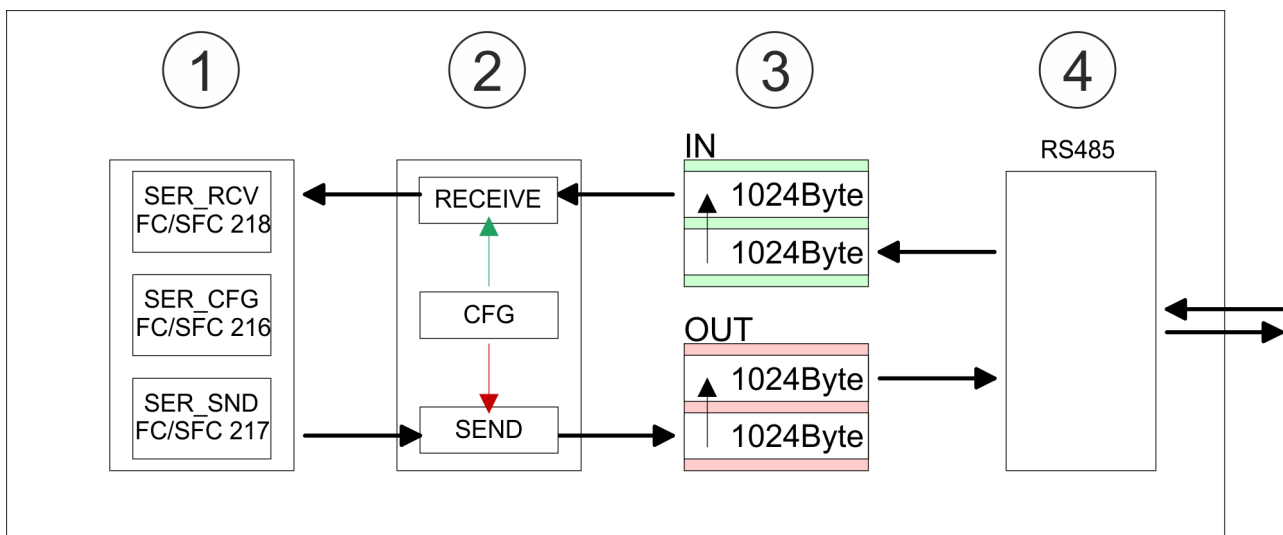 1
2
3
4
SER_RCV
FC/SFC 218
SER_CFG
FC/SFC 216
SER_SND
FC/SFC 217
RECEIVE
CFG
SEND
IN
1024Byte
1024Byte
OUT
1024Byte
1024Byte
RS485